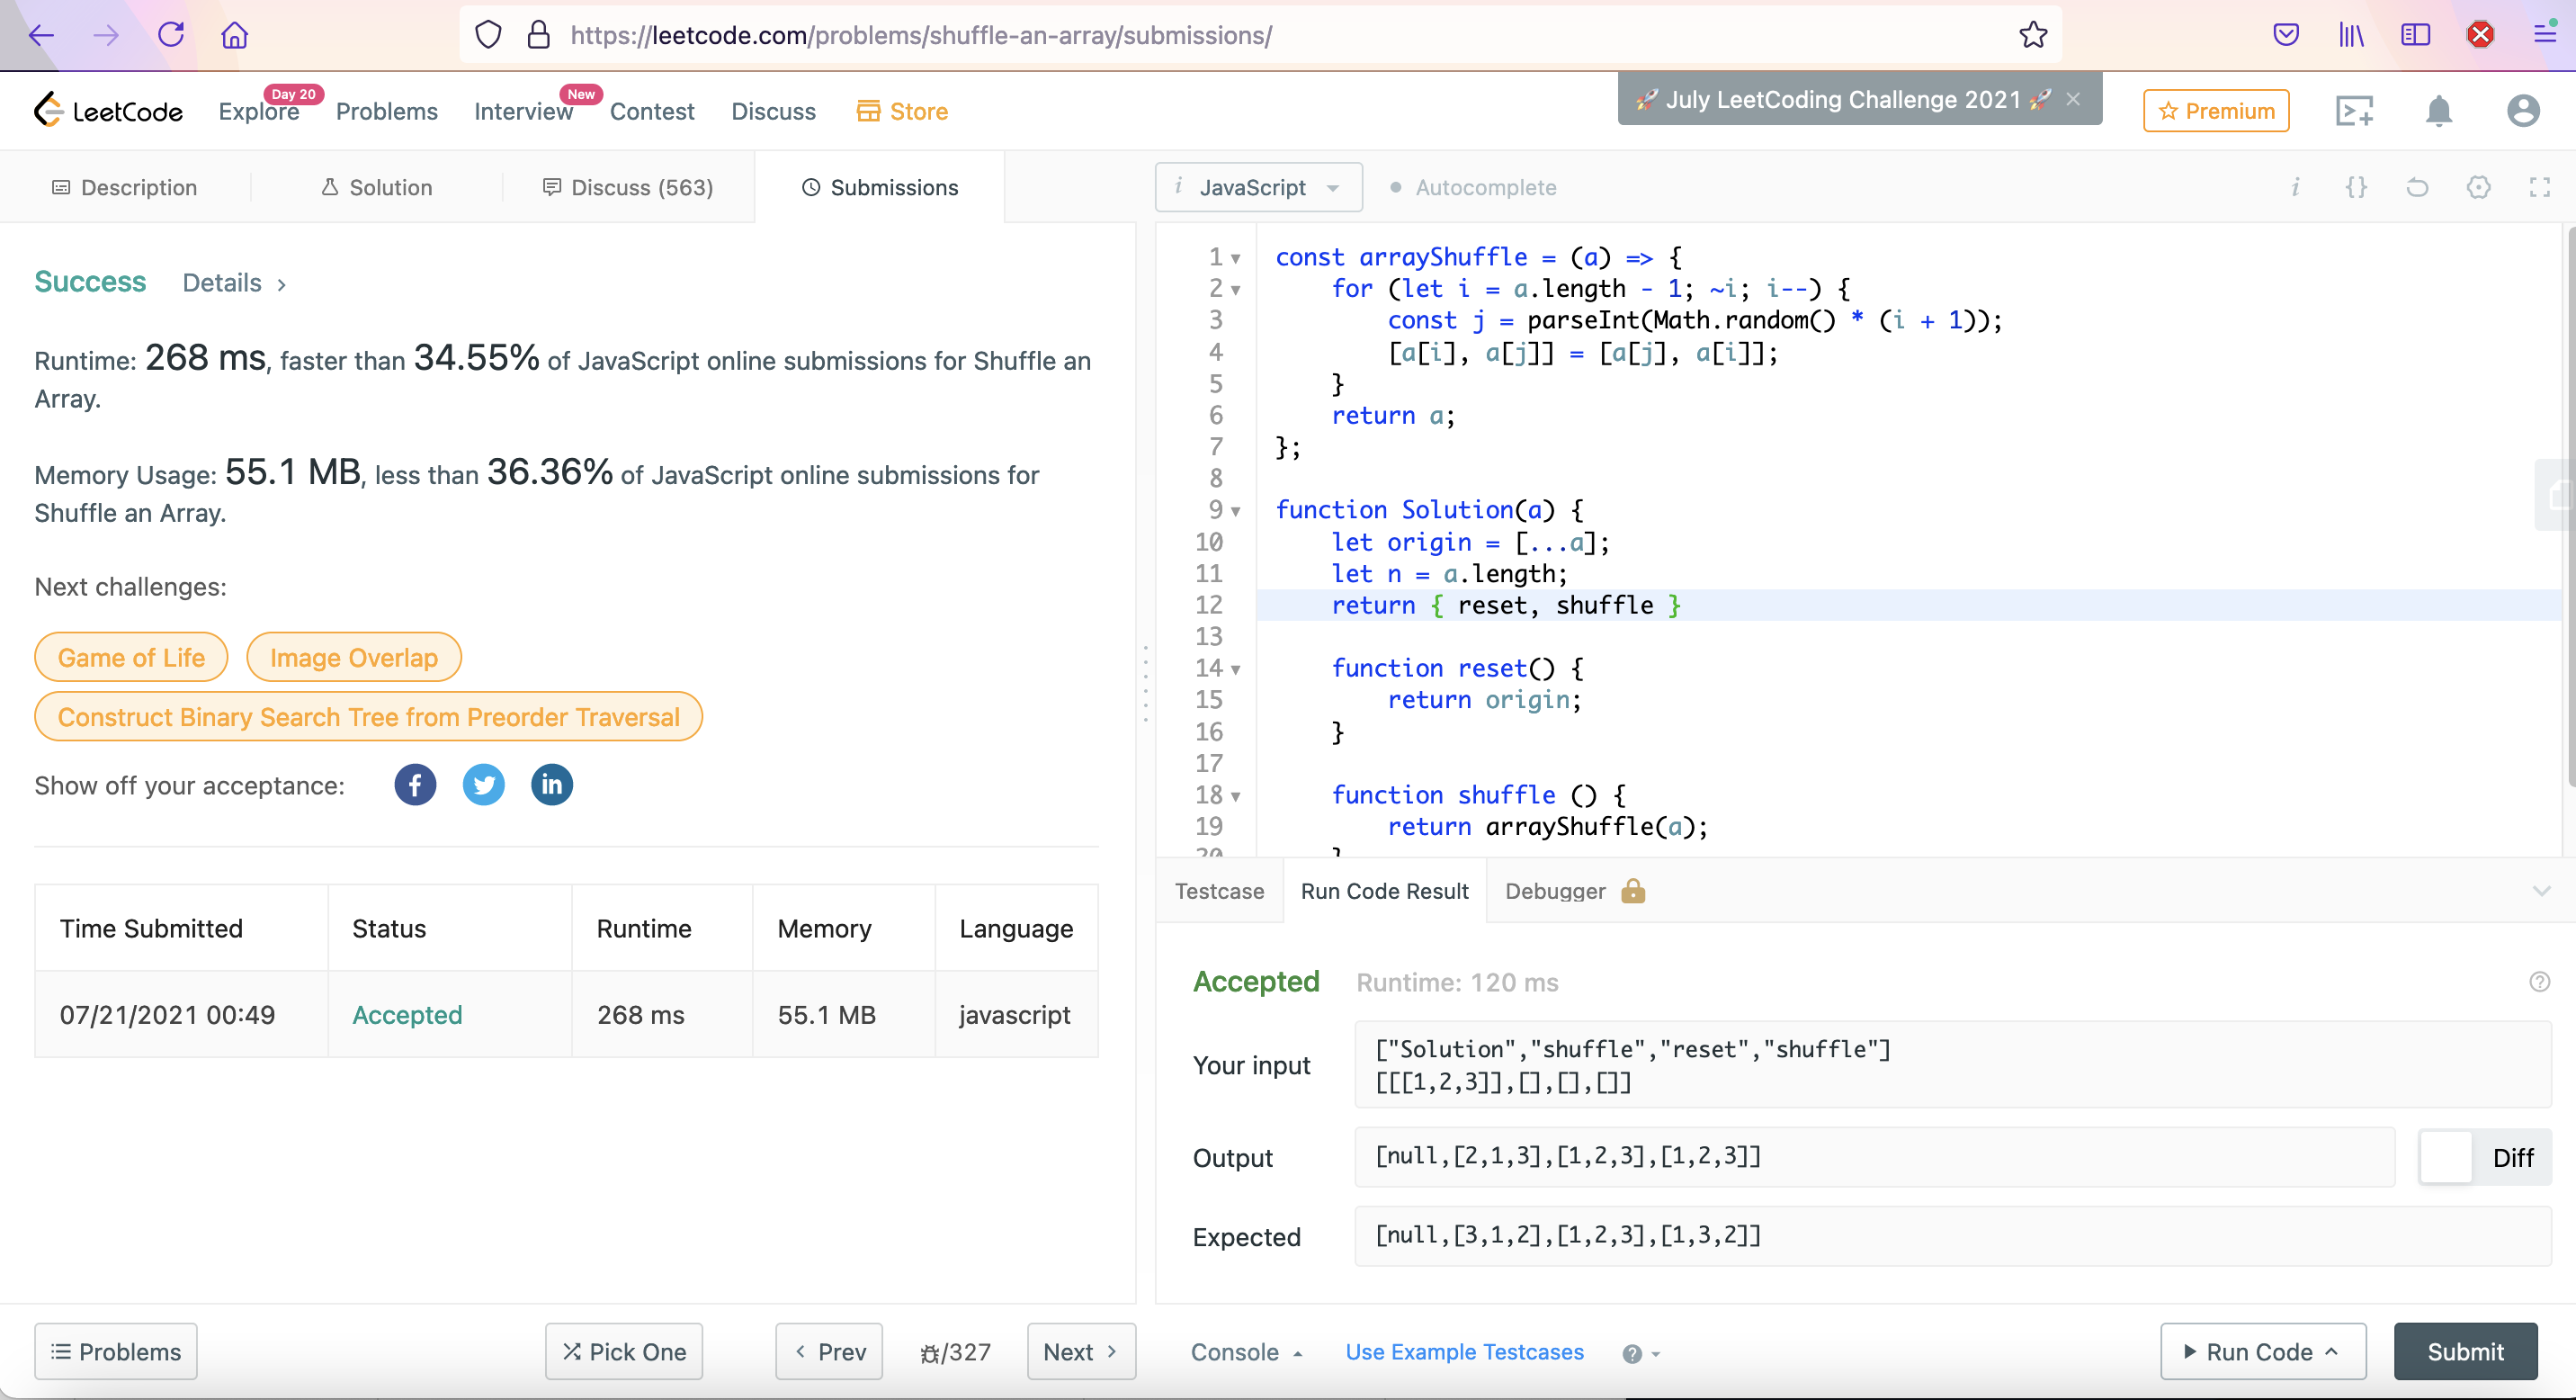 https://leetcode.com/problems/shuffle-an-array/submissions/
LeetCode
Explore
Day 20
Problems
Interview
New
Contest
Discuss
Store
🚀 July LeetCoding Challenge 2021 🚀 ×
Premium
Description
Solution
Discuss (563)
Submissions
i JavaScript
Autocomplete
i {}
Success Details >
Runtime: 268 ms, faster than 34.55% of JavaScript online submissions for Shuffle an
Array.
Memory Usage: 55.1 MB, less than 36.36% of JavaScript online submissions for
Shuffle an Array.
Next challenges:
Game of Life
Image Overlap
Construct Binary Search Tree from Preorder Traversal
Show off your acceptance:
Time Submitted Status Runtime Memory Language
07/21/2021 00:49 Accepted 268 ms 55.1 MB javascript
1 const arrayShuffle = (a) => {
2 for (let i = a.length - 1; ~i; i--) {
3 const j = parseInt(Math.random() * (i + 1));
4 [a[i], a[j]] = [a[j], a[i]];
5 }
6 return a;
7 };
8
9 function Solution(a) {
10 let origin = [...a];
11 let n = a.length;
12 return { reset, shuffle }
13
14 function reset() {
15 return origin;
16 }
17
18 function shuffle () {
19 return arrayShuffle(a);
20 }
Testcase
Run Code Result
Debugger
Accepted Runtime: 120 ms
Your input
["Solution","shuffle","reset","shuffle"]
[[[1,2,3]],[],[],[]]
Output
[null,[2,1,3],[1,2,3],[1,2,3]]
Diff
Expected
[null,[3,1,2],[1,2,3],[1,3,2]]
Problems
Pick One
< Prev
/327
Next >
Console
Use Example Testcases
Run Code
Submit